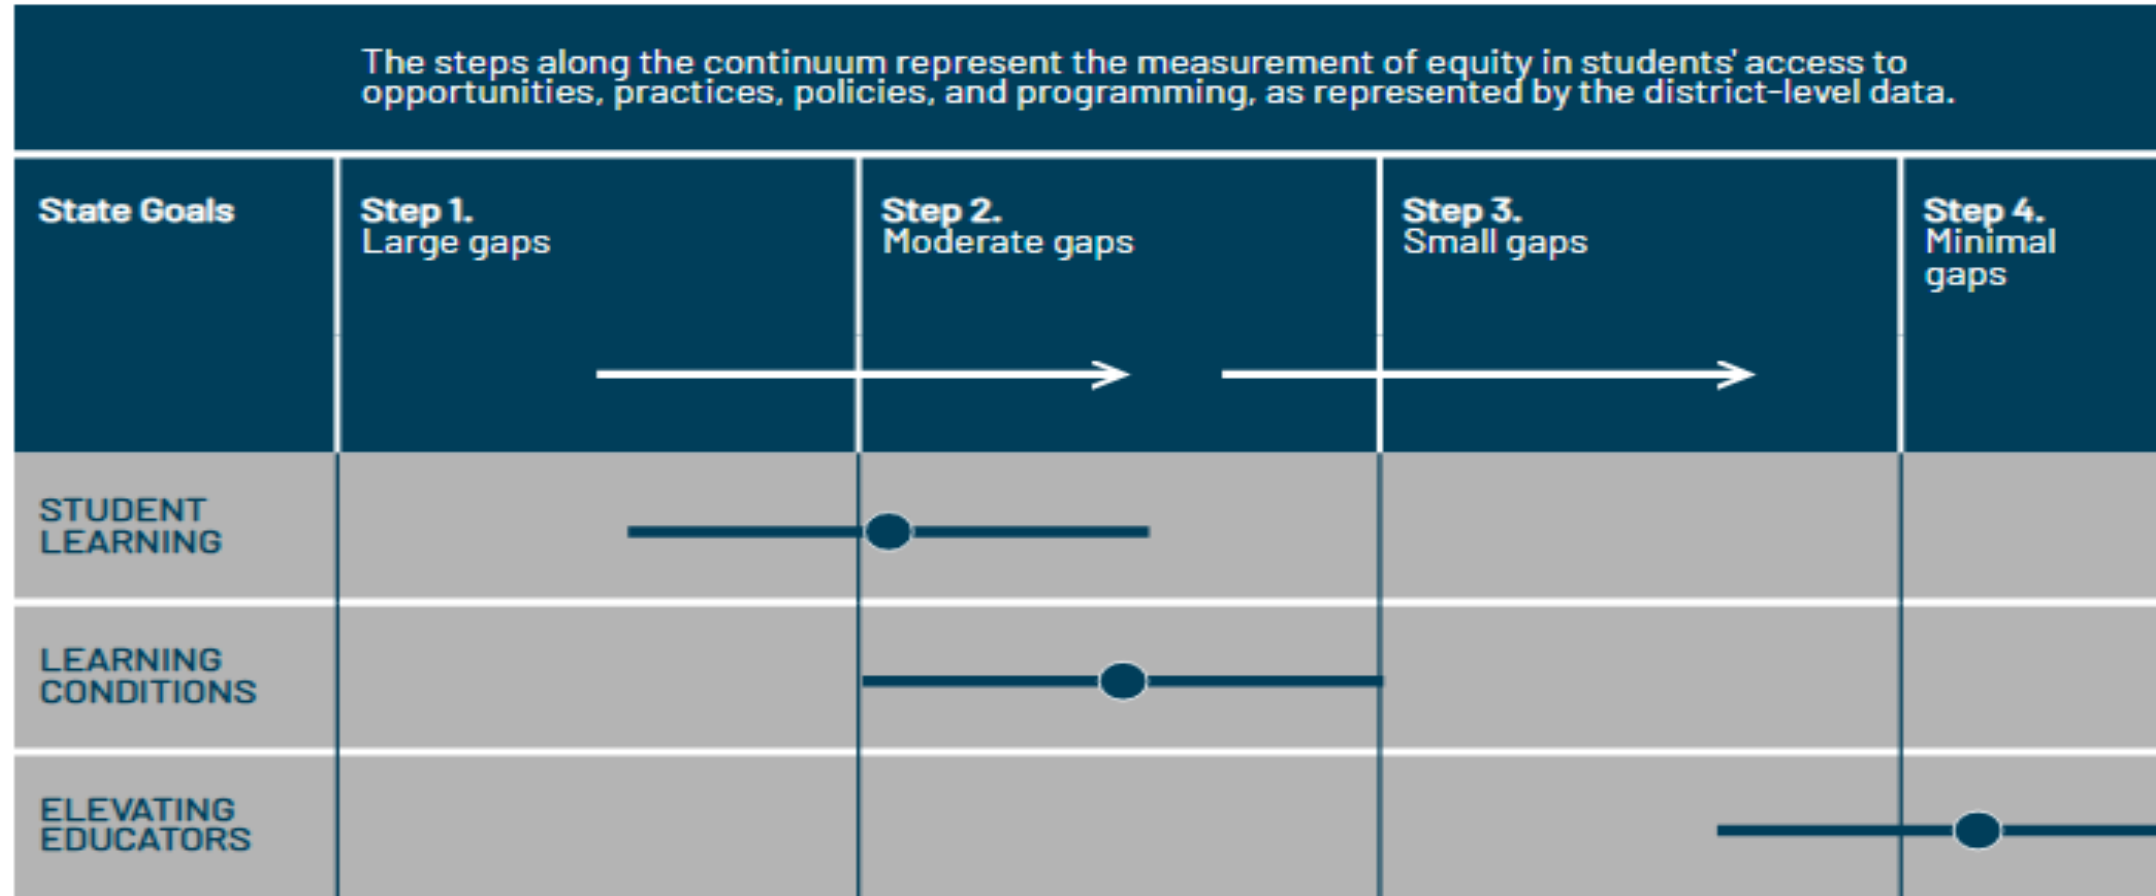 The steps along the continuum represent the measurement of equity in students' access to
opportunities, practices, policies, and programming, as represented by the district-level data.
State Goals
Step 1.
Large gaps
Step 2.
Moderate gaps
Step 3.
Small gaps
Step 4.
Minimal
gaps
STUDENT
LEARNING
LEARNING
CONDITIONS
ELEVATING
EDUCATORS